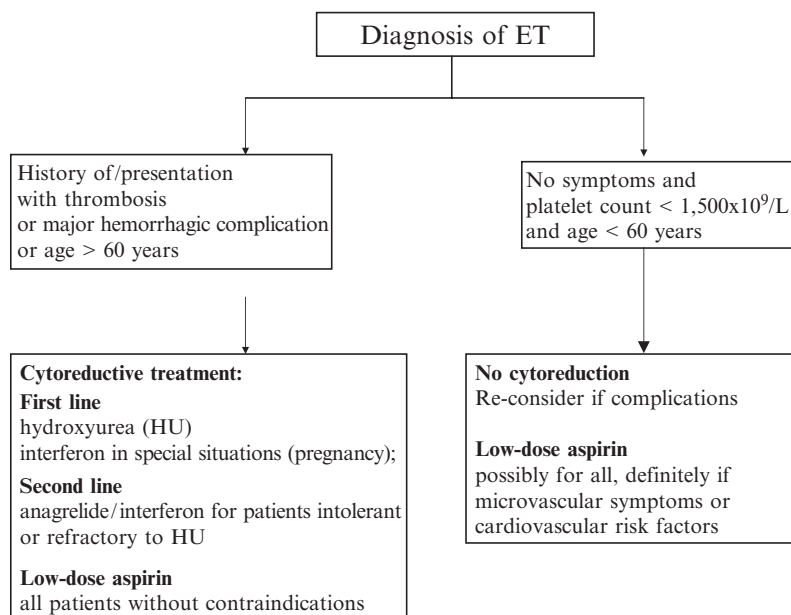 Diagnosis of ET
History of/presentation
with thrombosis
or major hemorrhagic complication
or age > 60 years
No symptoms and
platelet count < 1,500x10⁹/L
and age < 60 years
Cytoreductive treatment:
First line
hydroxyurea (HU)
interferon in special situations (pregnancy);
Second line
anagrelide/interferon for patients intolerant
or refractory to HU
Low-dose aspirin
all patients without contraindications
No cytoreduction
Re-consider if complications
Low-dose aspirin
possibly for all, definitely if
microvascular symptoms or
cardiovascular risk factors